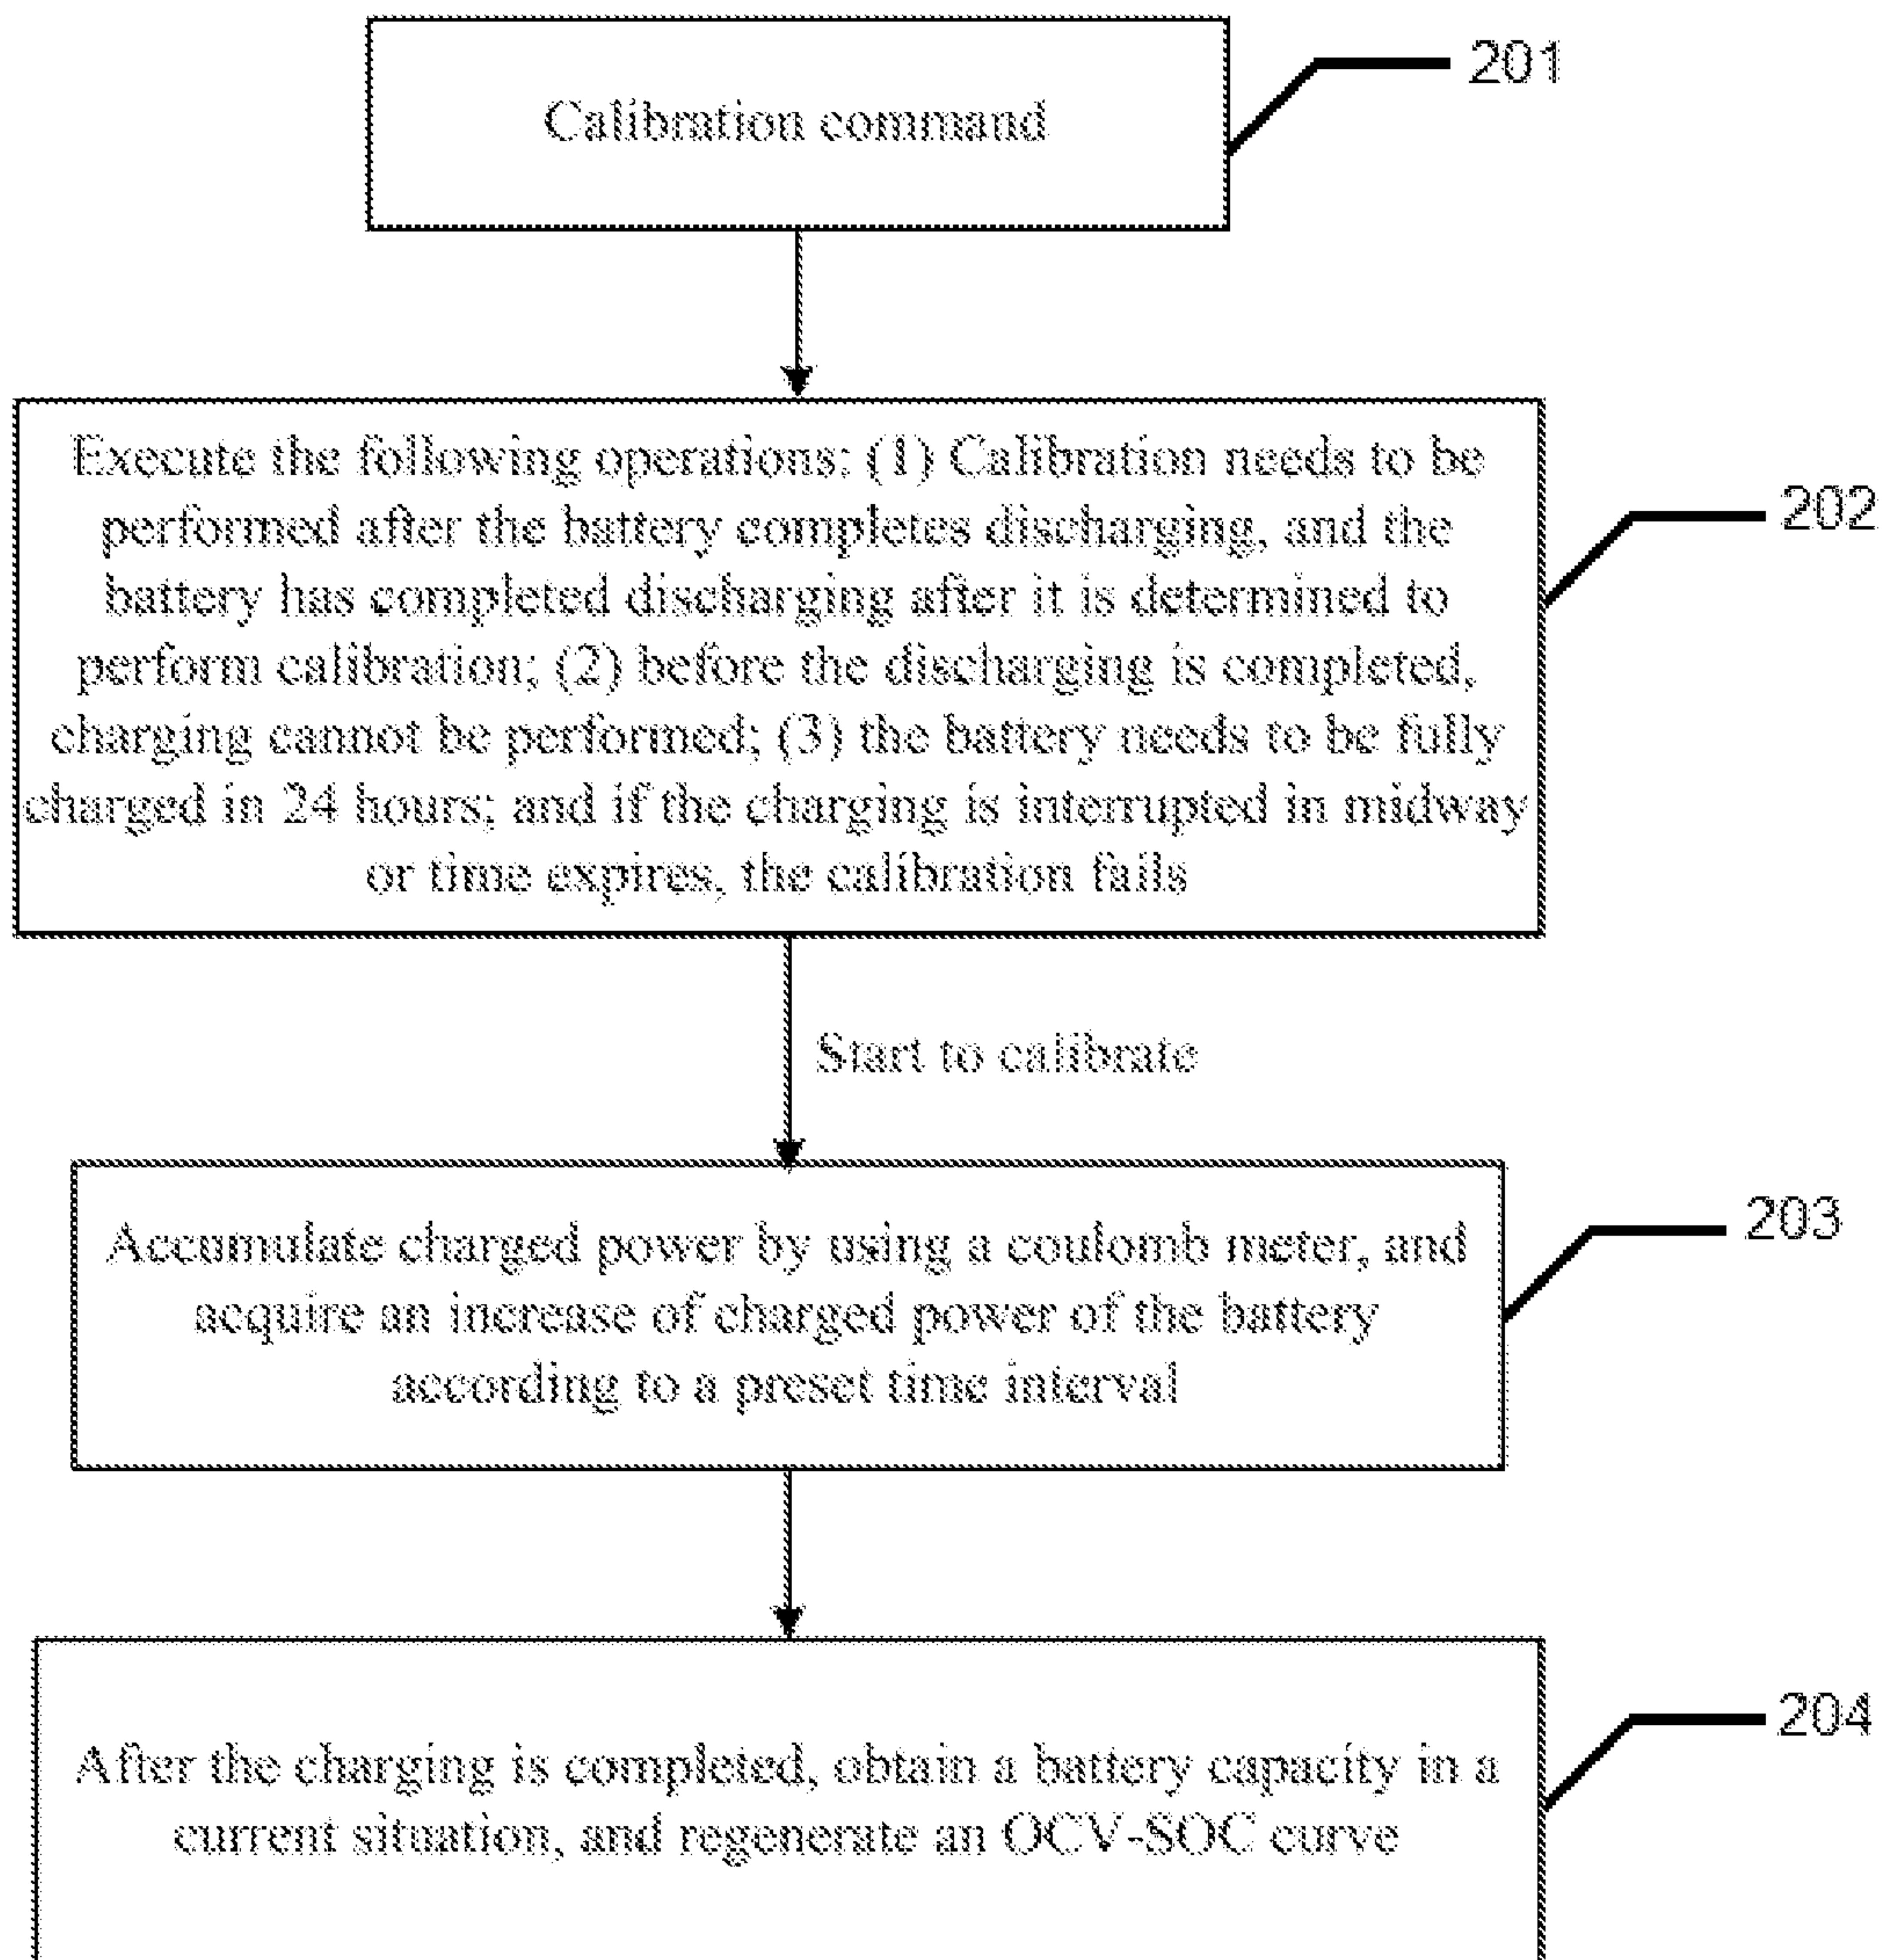 Calibration command
201
Execute the following operations: (1) Calibration needs to be
performed after the battery completes discharging, and the
battery has completed discharging after it is determined to
perform calibration; (2) before the discharging is completed,
charging cannot be performed; (3) the battery needs to be fully
charged in 24 hours; and if the charging is interrupted in midway
or time expires, the calibration fails
202
Start to calibrate
Accumulate charged power by using a coulomb meter, and
acquire an increase of charged power of the battery
according to a preset time interval
203
After the charging is completed, obtain a battery capacity in a
current situation, and regenerate an OCV-SOC curve
204